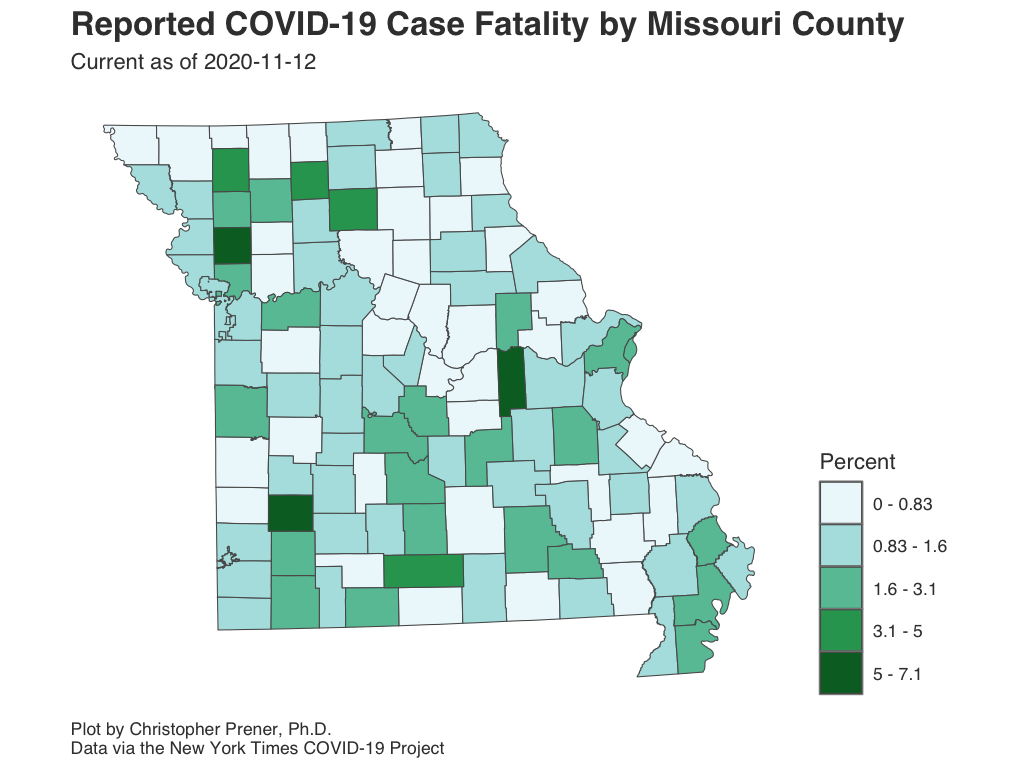 Reported COVID-19 Case Fatality by Missouri County
Current as of 2020-11-12
Percent
0 - 0.83
0.83 - 1.6
1.6 - 3.1
3.1 - 5
5 - 7.1
Plot by Christopher Prener, Ph.D.
Data via the New York Times COVID-19 Project